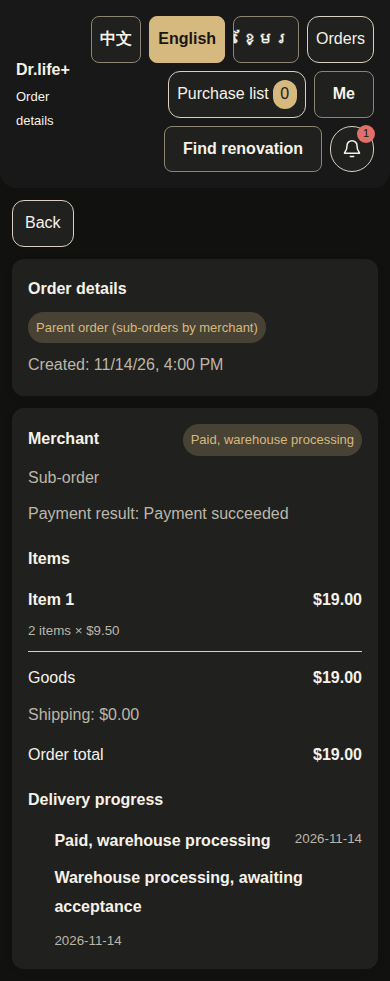 中文
English
Orders
Dr.life+
Order
details
Purchase list 0
Me
Find renovation
1
Back
Order details
Parent order (sub-orders by merchant)
Created: 11/14/26, 4:00 PM
Merchant
Paid, warehouse processing
Sub-order
Payment result: Payment succeeded
Items
Item 1 $19.00
2 items × $9.50
Goods $19.00
Shipping: $0.00
Order total $19.00
Delivery progress
Paid, warehouse processing 2026-11-14
Warehouse processing, awaiting
acceptance
2026-11-14